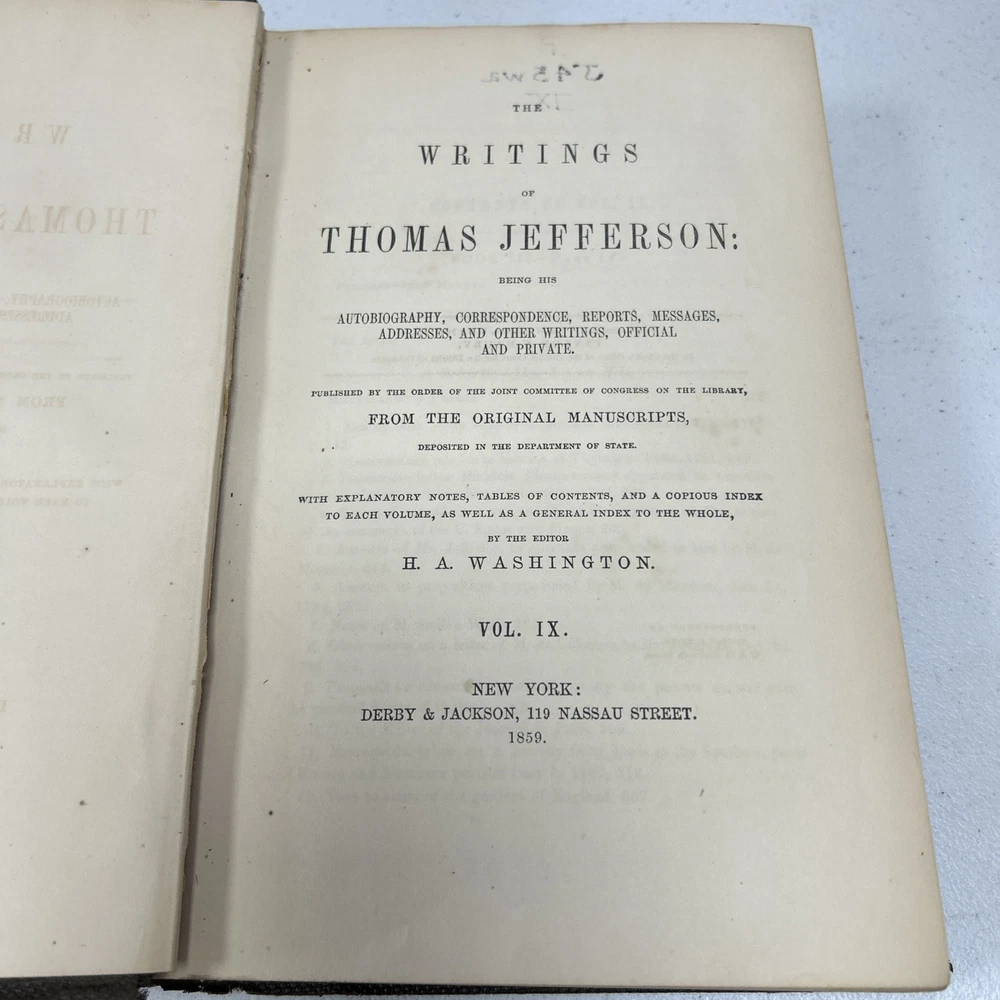 THE
WRITINGS
OF
THOMAS JEFFERSON:
BEING HIS
AUTOBIOGRAPHY, CORRESPONDENCE, REPORTS, MESSAGES,
ADDRESSES, AND OTHER WRITINGS, OFFICIAL
AND PRIVATE.
PUBLISHED BY THE ORDER OF THE JOINT COMMITTEE OF CONGRESS ON THE LIBRARY,
FROM THE ORIGINAL MANUSCRIPTS,
DEPOSITED IN THE DEPARTMENT OF STATE.
WITH EXPLANATORY NOTES, TABLES OF CONTENTS, AND A COPIOUS INDEX
TO EACH VOLUME, AS WELL AS A GENERAL INDEX TO THE WHOLE,
BY THE EDITOR
H. A. WASHINGTON.
VOL. IX.
NEW YORK:
DERBY & JACKSON, 119 NASSAU STREET.
1859.